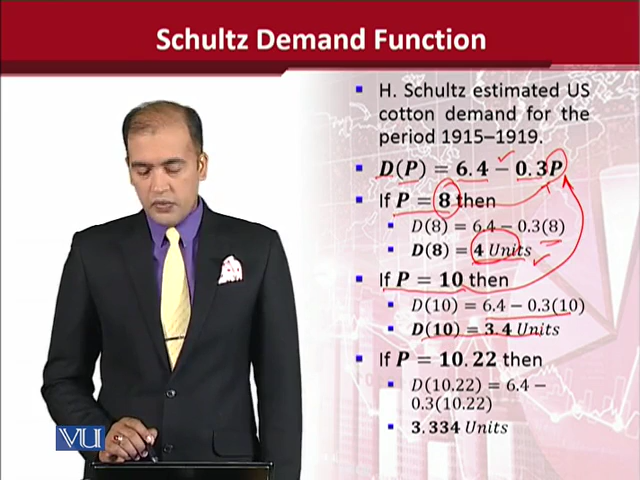 Schultz Demand Function
▪ H. Schultz estimated US
cotton demand for the
period 1915–1919.
▪ D(P) = 6.4 − 0.3P
▪ If P = 8 then
▪ D(8) = 6.4 − 0.3(8)
▪ D(8) = 4 Units
▪ If P = 10 then
▪ D(10) = 6.4 − 0.3(10)
▪ D(10) = 3.4 Units
▪ If P = 10.22 then
▪ D(10.22) = 6.4 −
0.3(10.22)
▪ 3.334 Units
VU